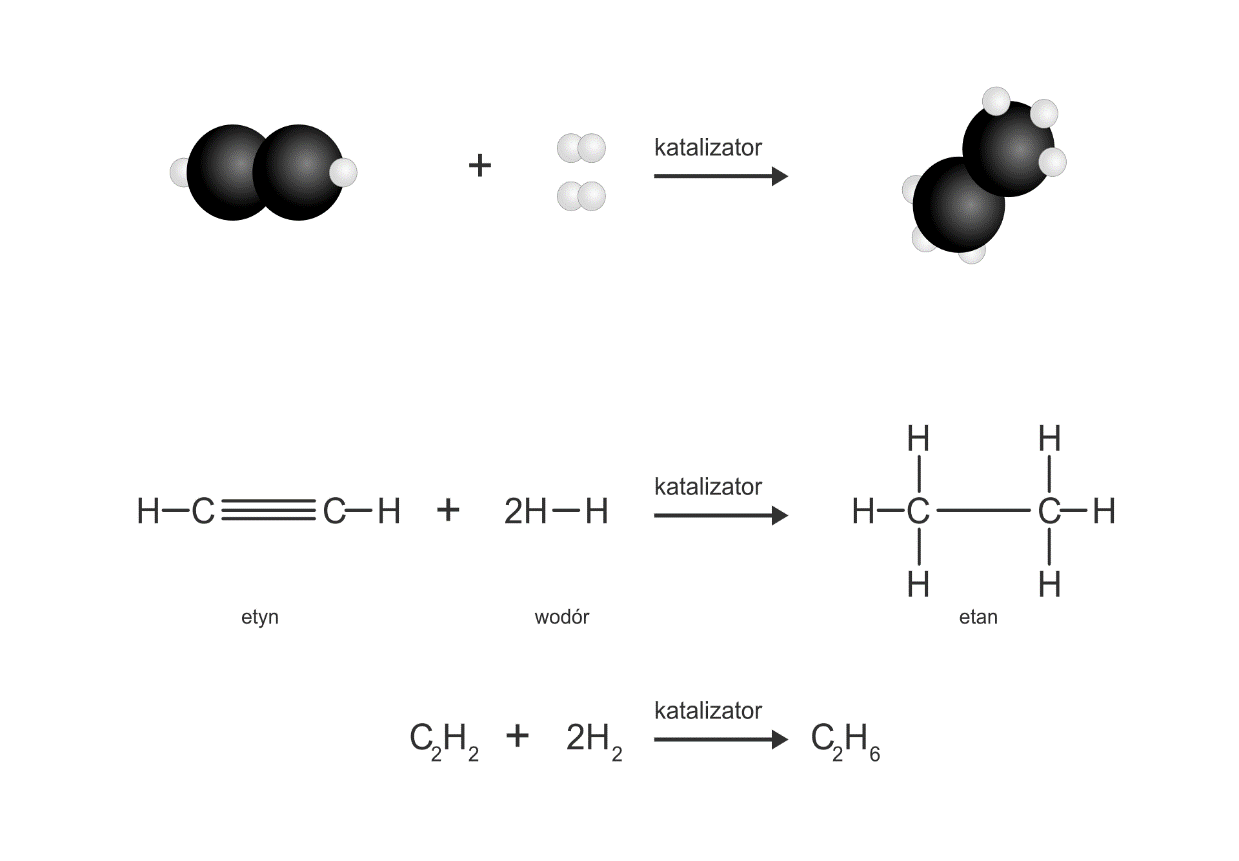 + katalizator
H–C≡C–H + 2H–H katalizator H–C–C–H
H H
H H
etyn wodór etan
C₂H₂ + 2H₂ katalizator C₂H₆